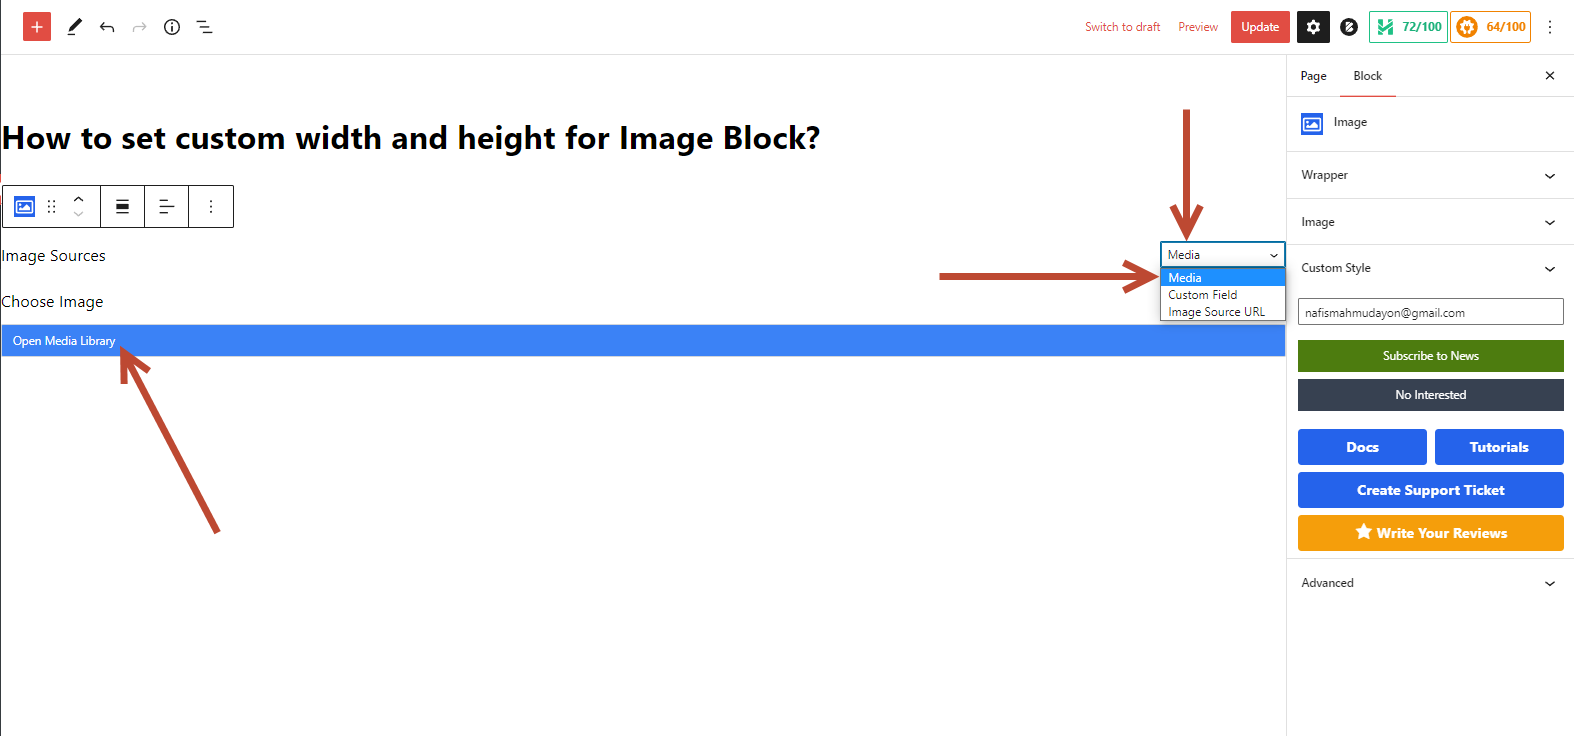 Switch to draft
Preview
Update
72/100
64/100
Page
Block
How to set custom width and height for Image Block?
Image
Wrapper
Image
Image Sources
Media
Media
Custom Field
Image Source URL
Custom Style
Choose Image
Open Media Library
nafismahmudayon@gmail.com
Subscribe to News
No Interested
Docs
Tutorials
Create Support Ticket
Write Your Reviews
Advanced